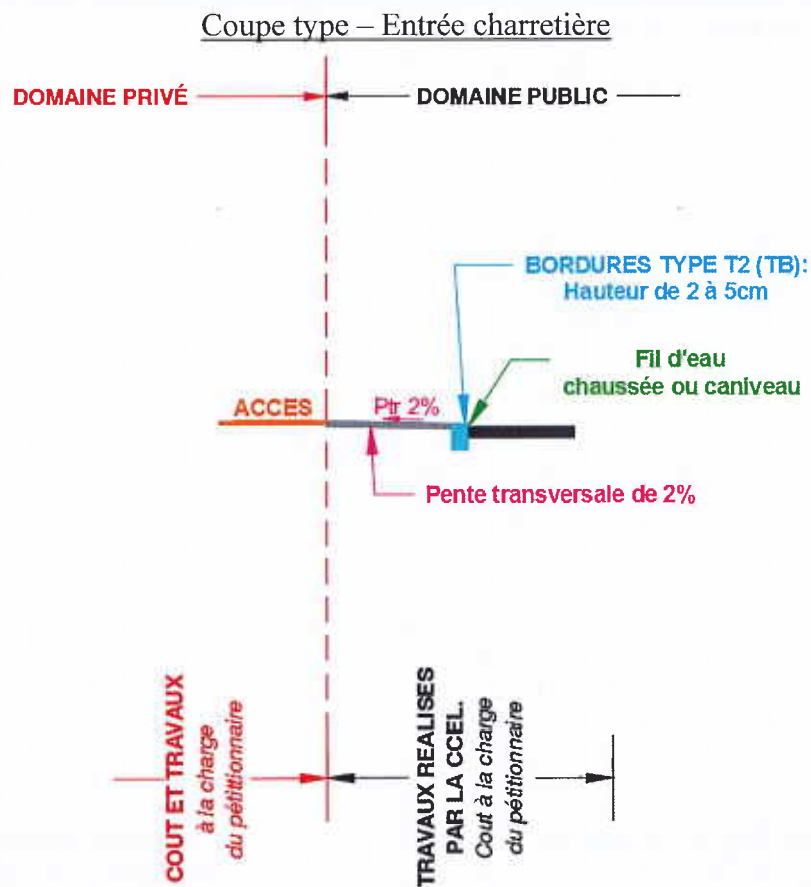 Coupe type – Entrée charretière
DOMAINE PRIVÉ
DOMAINE PUBLIC
BORDURES TYPE T2 (TB):
Hauteur de 2 à 5cm
Fil d'eau
chaussée ou caniveau
ACCES
Ptr 2%
Pente transversale de 2%
COUT ET TRAVAUX
à la charge
du pétittionnaire
TRAVAUX REALISES
PAR LA CCEL.
Cout à la charge
du pétitionnaire